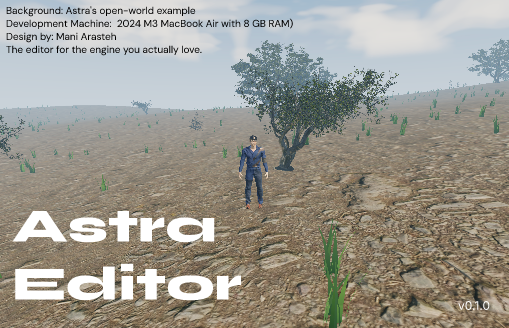 Background: Astra's open-world example
Development Machine:  2024 M3 MacBook Air with 8 GB RAM)
Design by: Mani Arasteh
The editor for the engine you actually love.
Astra
Editor
v0.1.0